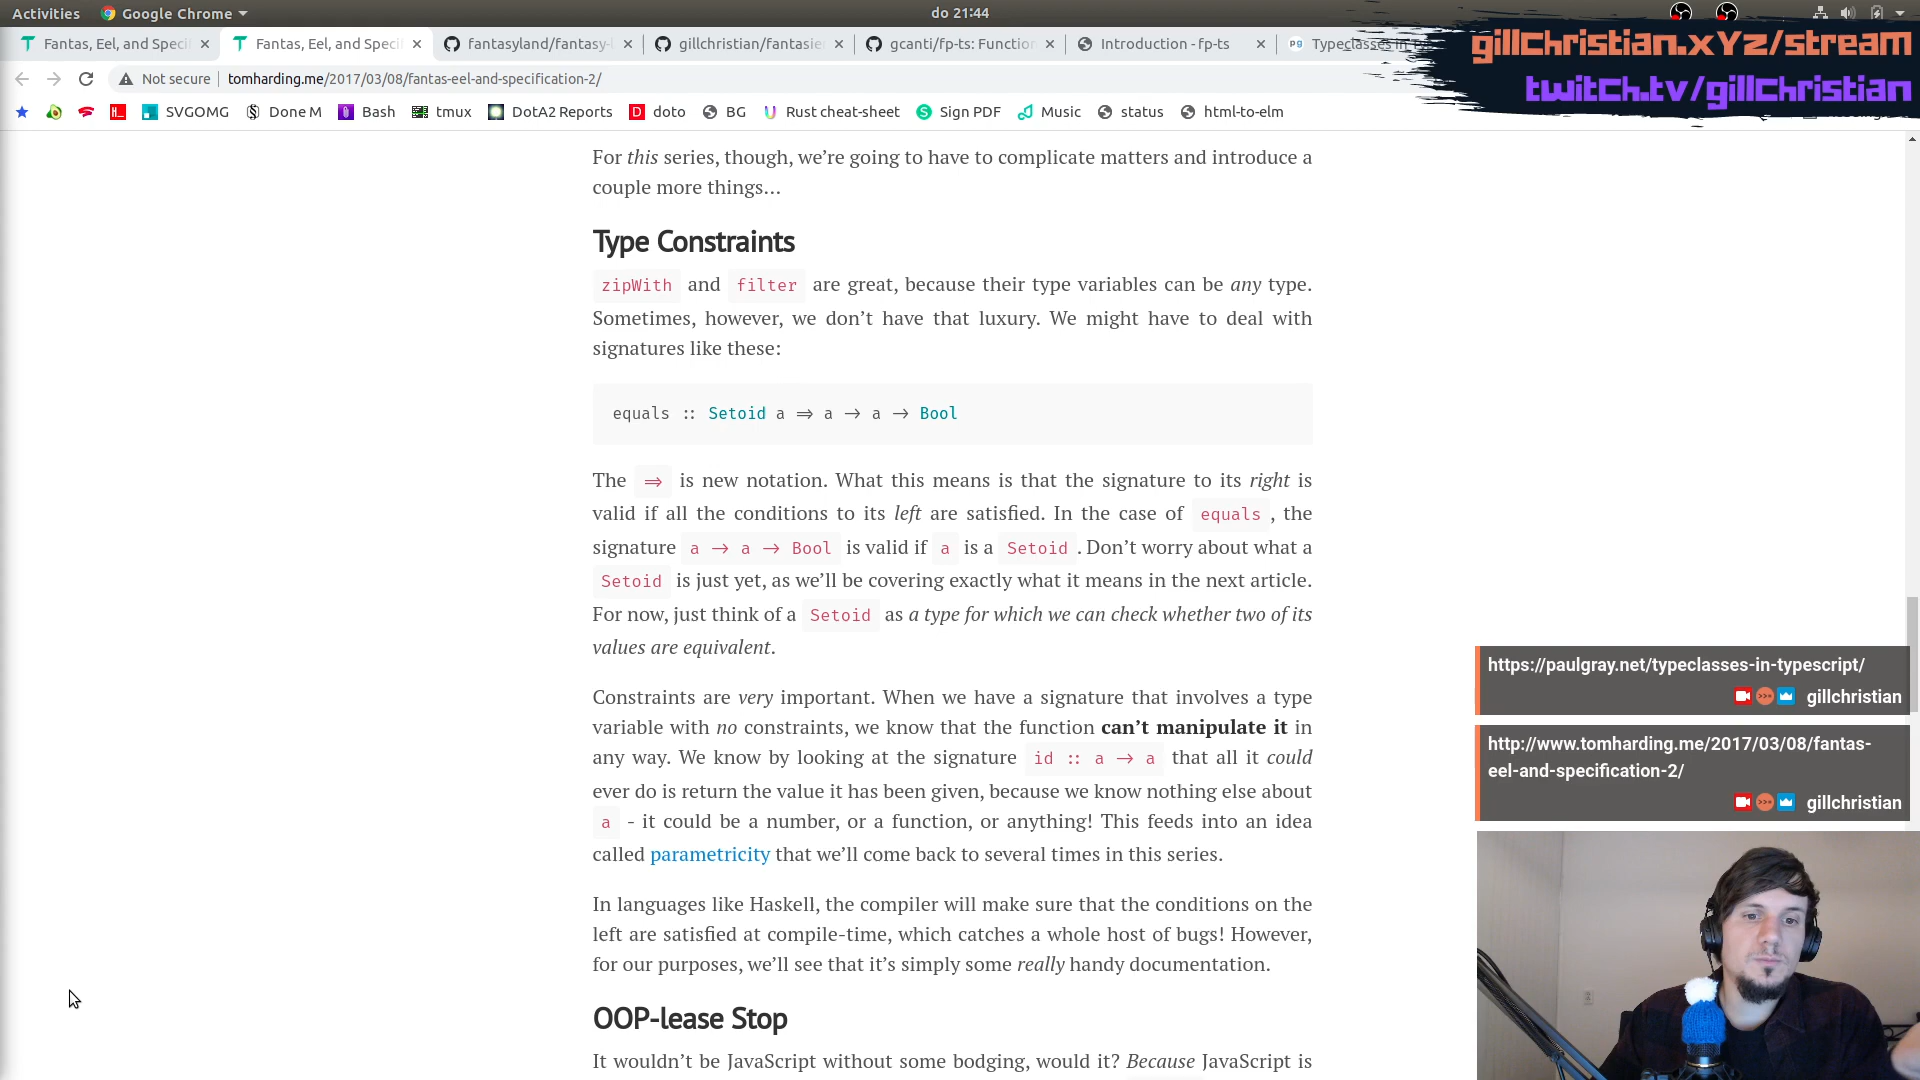 Activities
Google Chrome
do 21:44
Fantas, Eel, and Specif
Fantas, Eel, and Specif
fantasyland/fantasy-l
gillchristian/fantasie
gcanti/fp-ts: Function
Introduction - fp-ts
Typeclasses in T
gillchristian.xyz/stream
twitch.tv/gillchristian
Not secure
tomharding.me/2017/03/08/fantas-eel-and-specification-2/
SVGOMG
Done M
Bash
tmux
DotA2 Reports
doto
BG
Rust cheat-sheet
Sign PDF
Music
status
html-to-elm
For this series, though, we’re going to have to complicate matters and introduce a
couple more things…
Type Constraints
zipWith and filter are great, because their type variables can be any type.
Sometimes, however, we don’t have that luxury. We might have to deal with
signatures like these:
equals :: Setoid a => a -> a -> Bool
The => is new notation. What this means is that the signature to its right is
valid if all the conditions to its left are satisfied. In the case of equals , the
signature a -> a -> Bool is valid if a is a Setoid . Don’t worry about what a
Setoid is just yet, as we’ll be covering exactly what it means in the next article.
For now, just think of a Setoid as a type for which we can check whether two of its
values are equivalent.
Constraints are very important. When we have a signature that involves a type
variable with no constraints, we know that the function can’t manipulate it in
any way. We know by looking at the signature id :: a -> a that all it could
ever do is return the value it has been given, because we know nothing else about
a - it could be a number, or a function, or anything! This feeds into an idea
called parametricity that we’ll come back to several times in this series.
In languages like Haskell, the compiler will make sure that the conditions on the
left are satisfied at compile-time, which catches a whole host of bugs! However,
for our purposes, we’ll see that it’s simply some really handy documentation.
OOP-lease Stop
It wouldn’t be JavaScript without some bodging, would it? Because JavaScript is
https://paulgray.net/typeclasses-in-typescript/
gillchristian
http://www.tomharding.me/2017/03/08/fantas-
eel-and-specification-2/
gillchristian